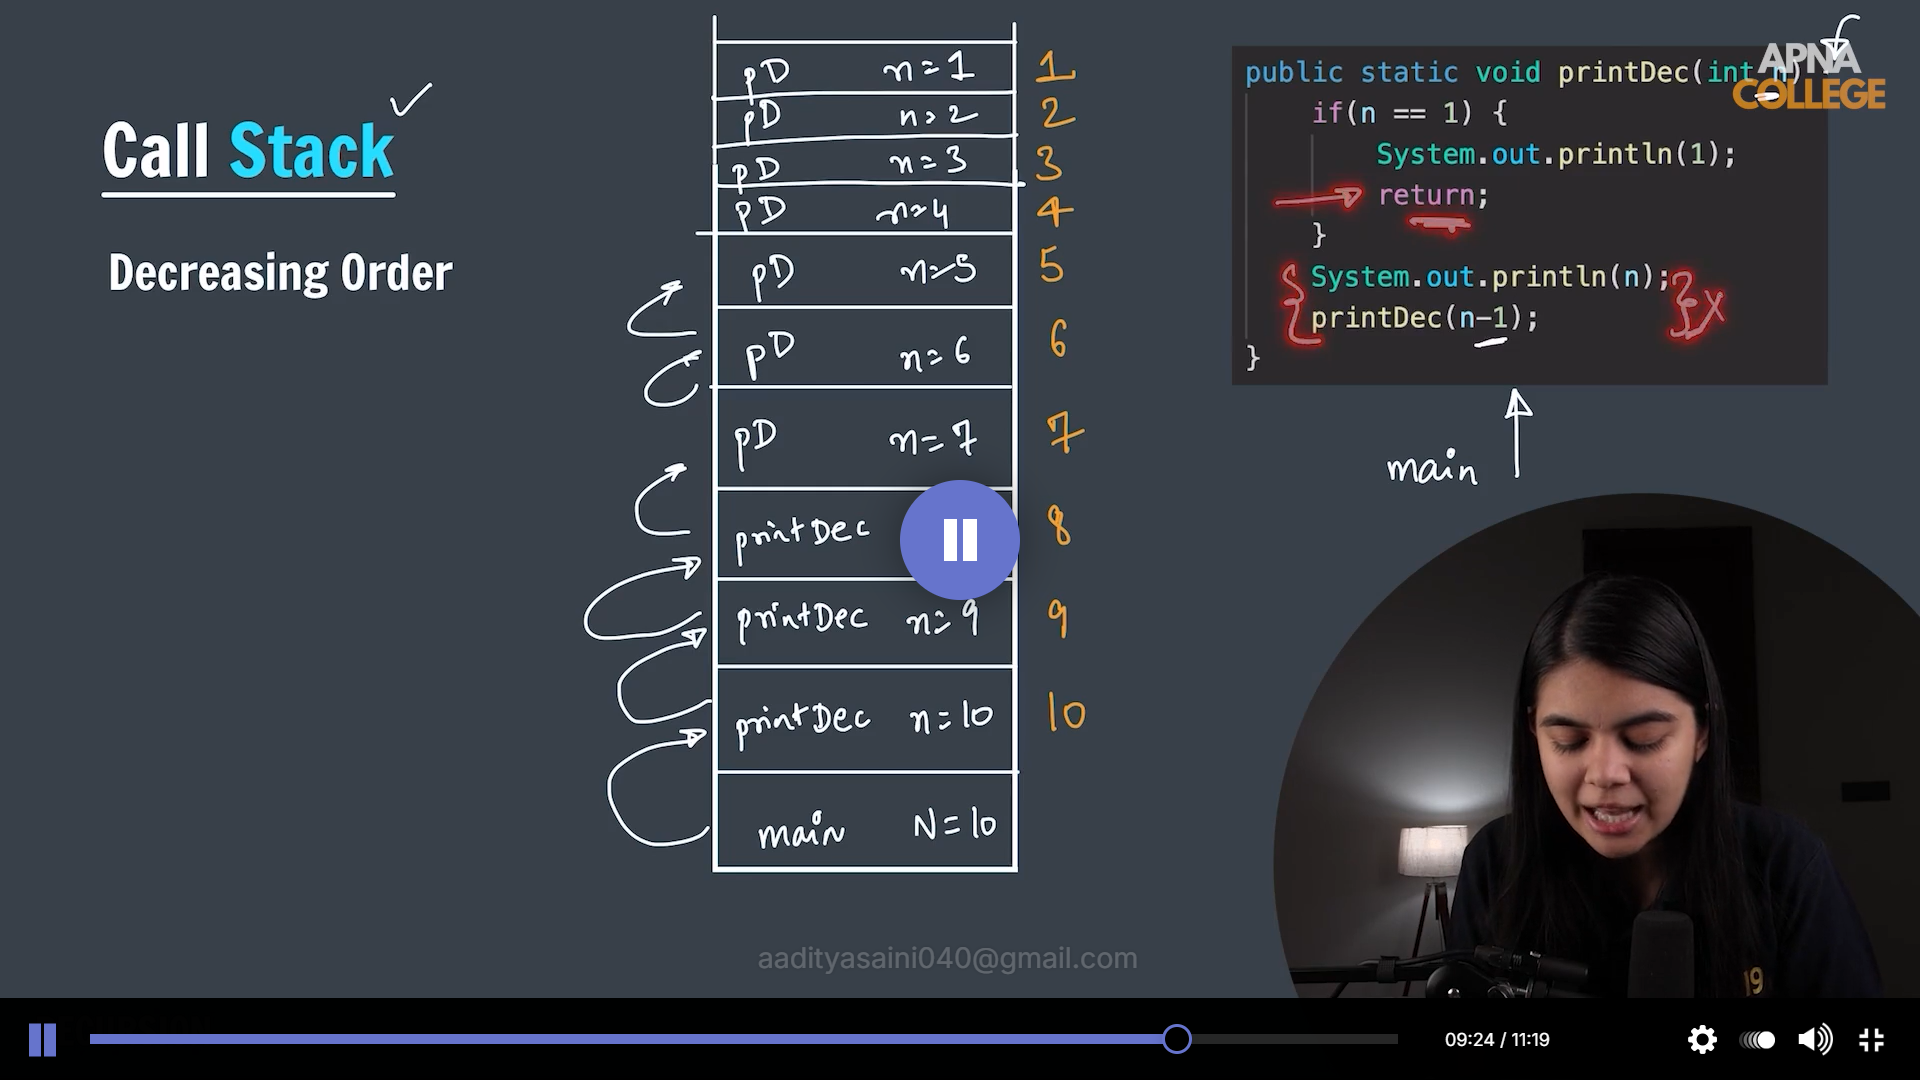 Call Stack
Decreasing Order
pD n=1 1
pD n=2 2
pD n=3 3
pD n=4 4
pD n=5 5
pD n=6 6
pD n=7 7
printDec 8
printDec n=9 9
printDec n=10 10
main N=10
APNA
COLLEGE
public static void printDec(int n) {
if(n == 1) {
System.out.println(1);
return;
}
System.out.println(n);
printDec(n-1);
}
main
19
aadityasaini040@gmail.com
09:24 / 11:19